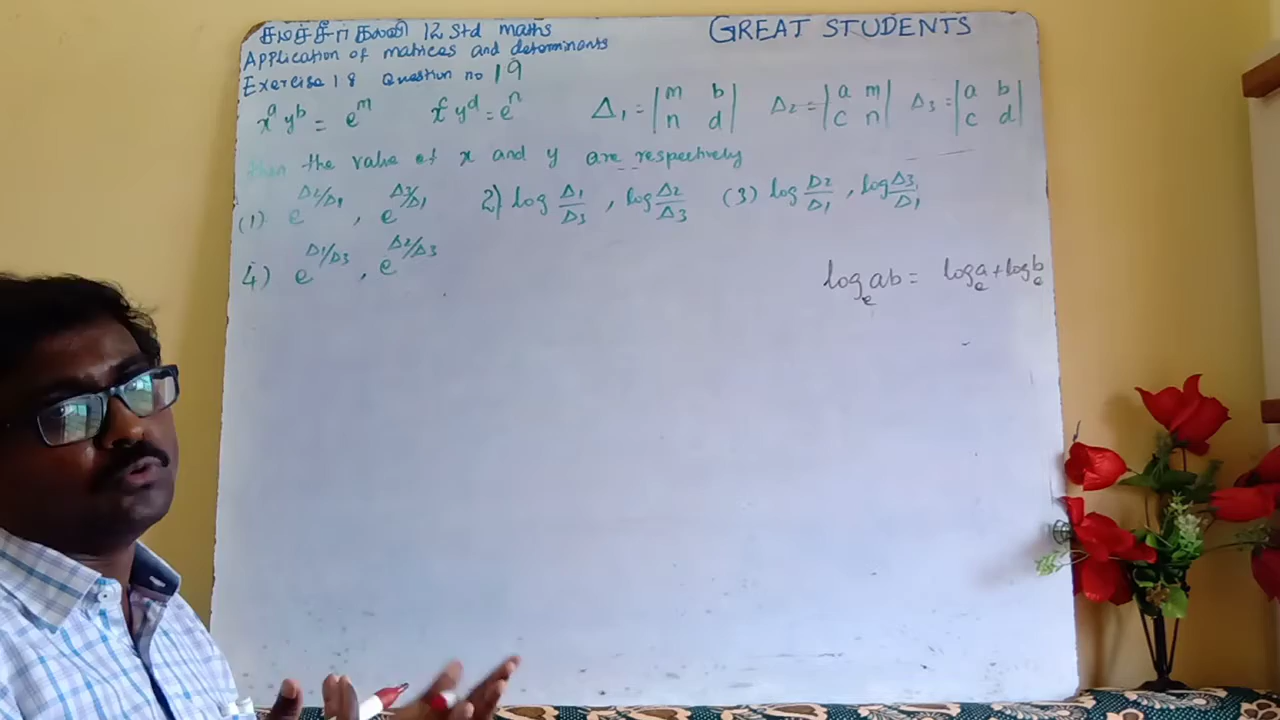 சமச்சீர் கல்வி 12 std maths
GREAT STUDENTS
Application of matrices and determinants
Exercise 1 8 Question no 19
x^a y^b = e^m x^c y^d = e^n Δ₁ = |m b; n d| Δ₂ = |a m; c n| Δ₃ = |a b; c d|
then the value of x and y are respectively
(1) e^(Δ2/Δ1) , e^(Δ3/Δ1) 2) log Δ1/Δ3 , log Δ2/Δ3 (3) log Δ2/Δ1 , log Δ3/Δ1
4) e^(Δ1/Δ3) , e^(Δ2/Δ3)
log_e ab = log_e a + log_e b